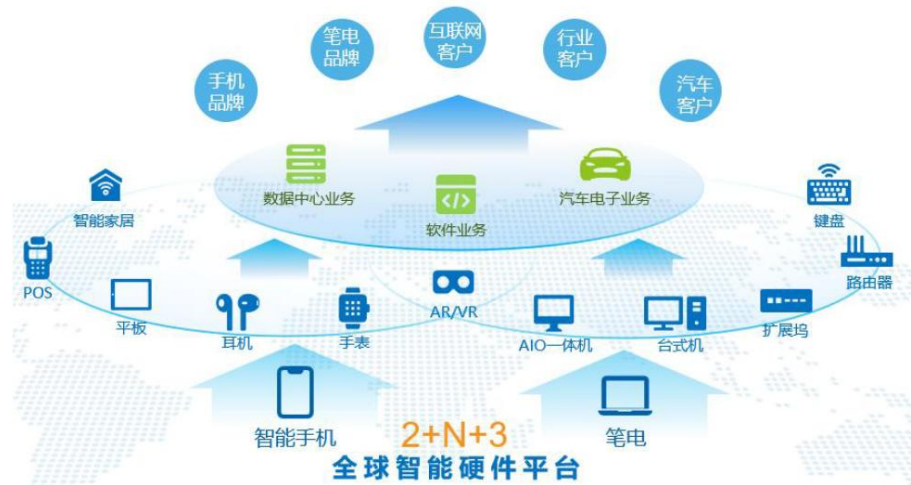 互联网
客户
笔电
品牌
行业
客户
手机
品牌
汽车
客户
数据中心业务
软件业务
</>
汽车电子业务
智能家居
键盘
POS
平板
耳机
手表
AR/VR
AIO一体机
台式机
扩展坞
路由器
智能手机
笔电
2+N+3
全球智能硬件平台